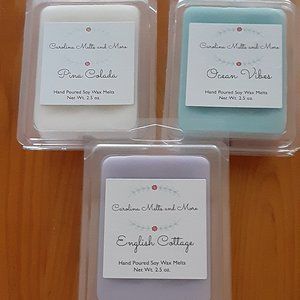 Carolina Melts and More
Pina Colada
Hand Poured Soy Wax Melts
Net Wt. 2.5 oz.
Carolina Melts and More
Ocean Vibes
Hand Poured Soy Wax Melts
Net Wt. 2.5 oz.
Carolina Melts and More
English Cottage
Hand Poured Soy Wax Melts
Net Wt. 2.5 oz.